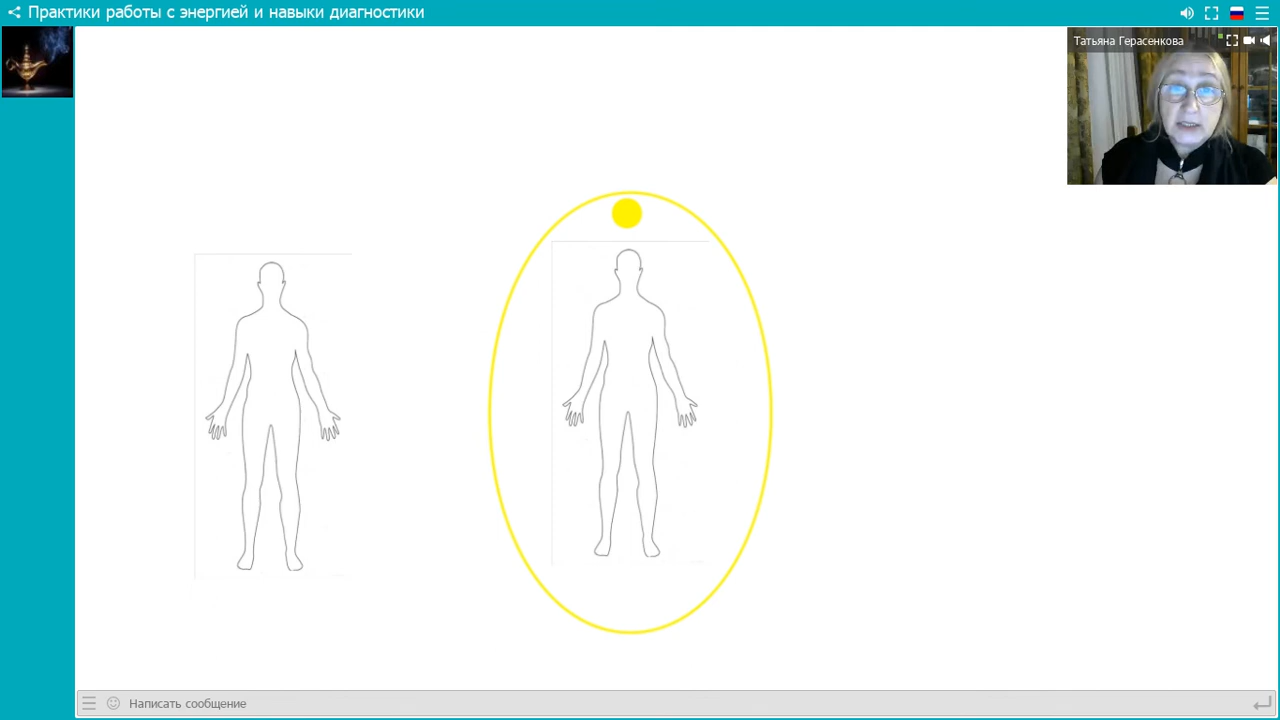 Практики работы с энергией и навыки диагностики
Татьяна Герасенкова
Написать сообщение